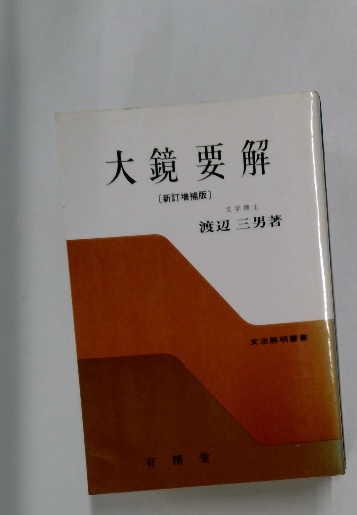 大鏡要解
〔新訂増補版〕
文学博士
渡辺三男著
文法解明叢書
有精堂